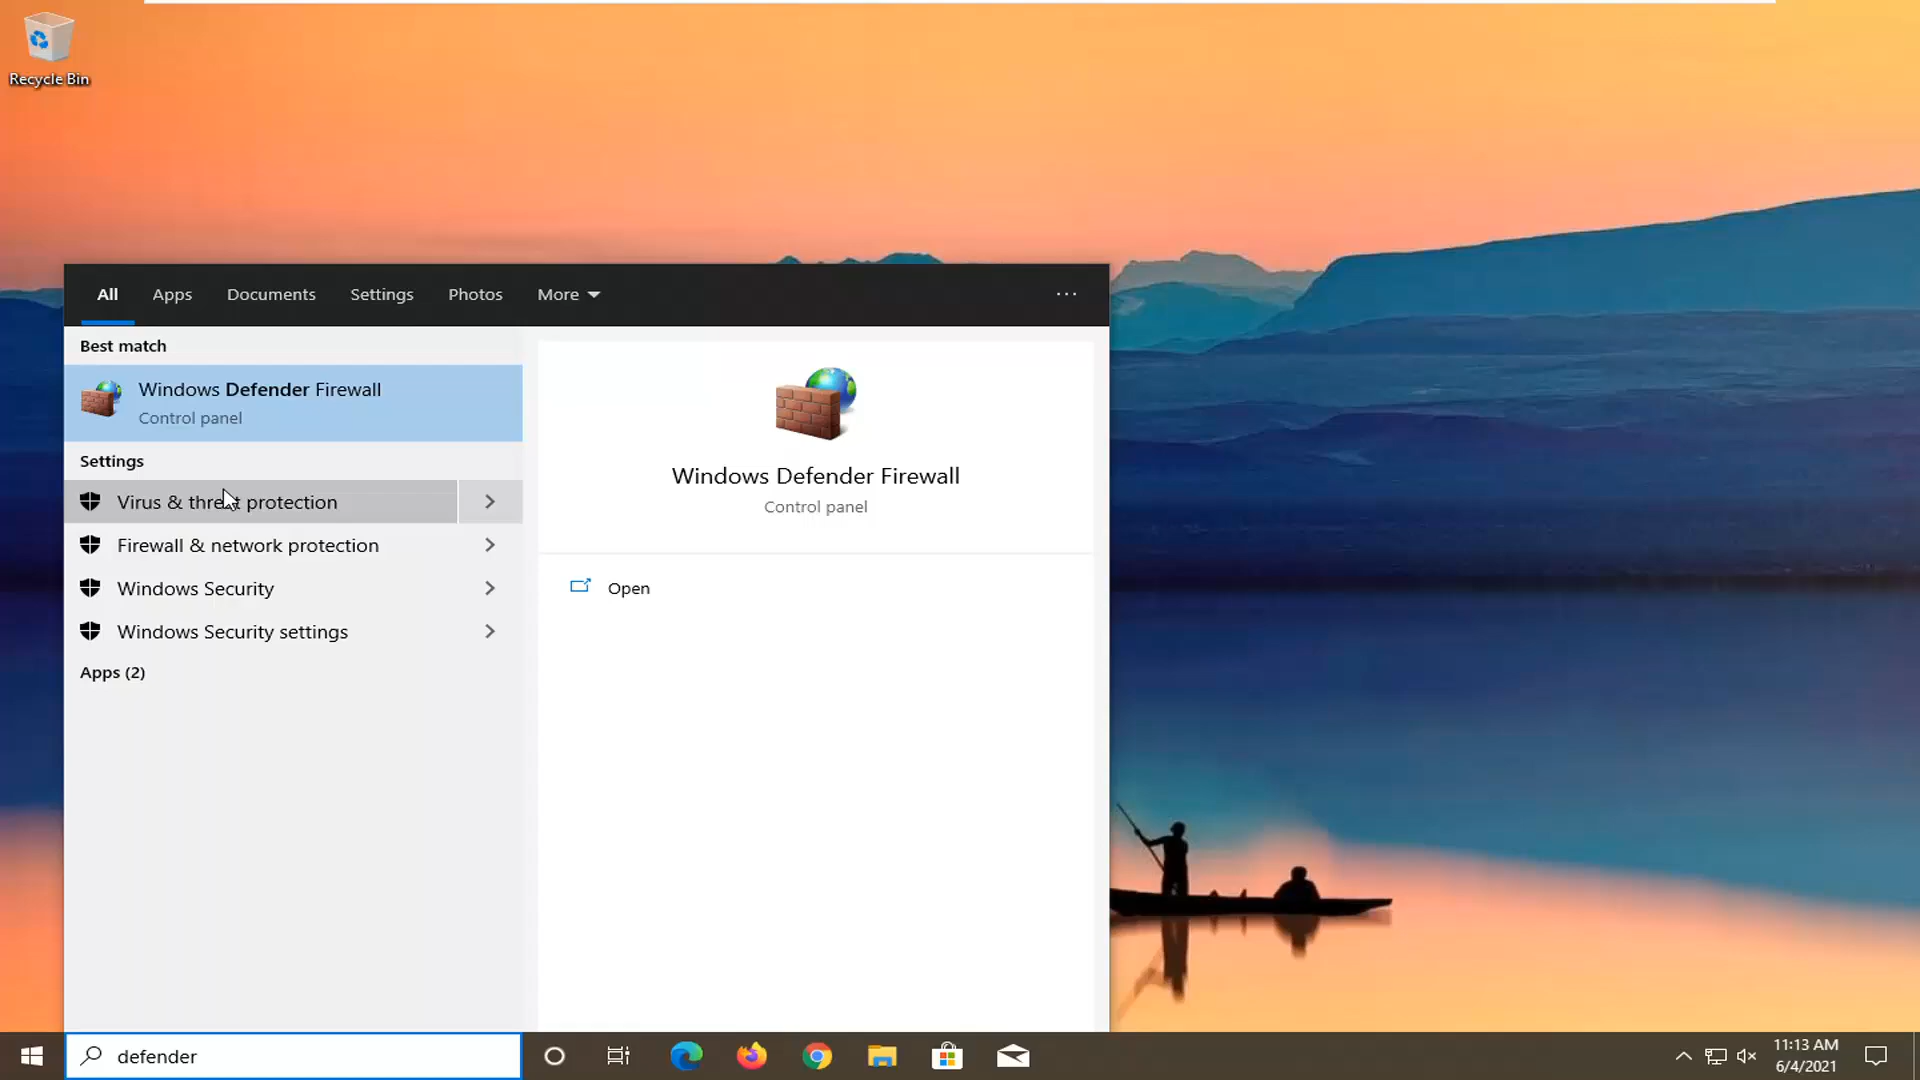 Recycle Bin
All Apps Documents Settings Photos More ...
Best match
Windows Defender Firewall
Control panel
Settings
Virus & threat protection
Firewall & network protection
Windows Security
Windows Security settings
Apps (2)
Windows Defender Firewall
Control panel
Open
defender
11:13 AM
6/4/2021